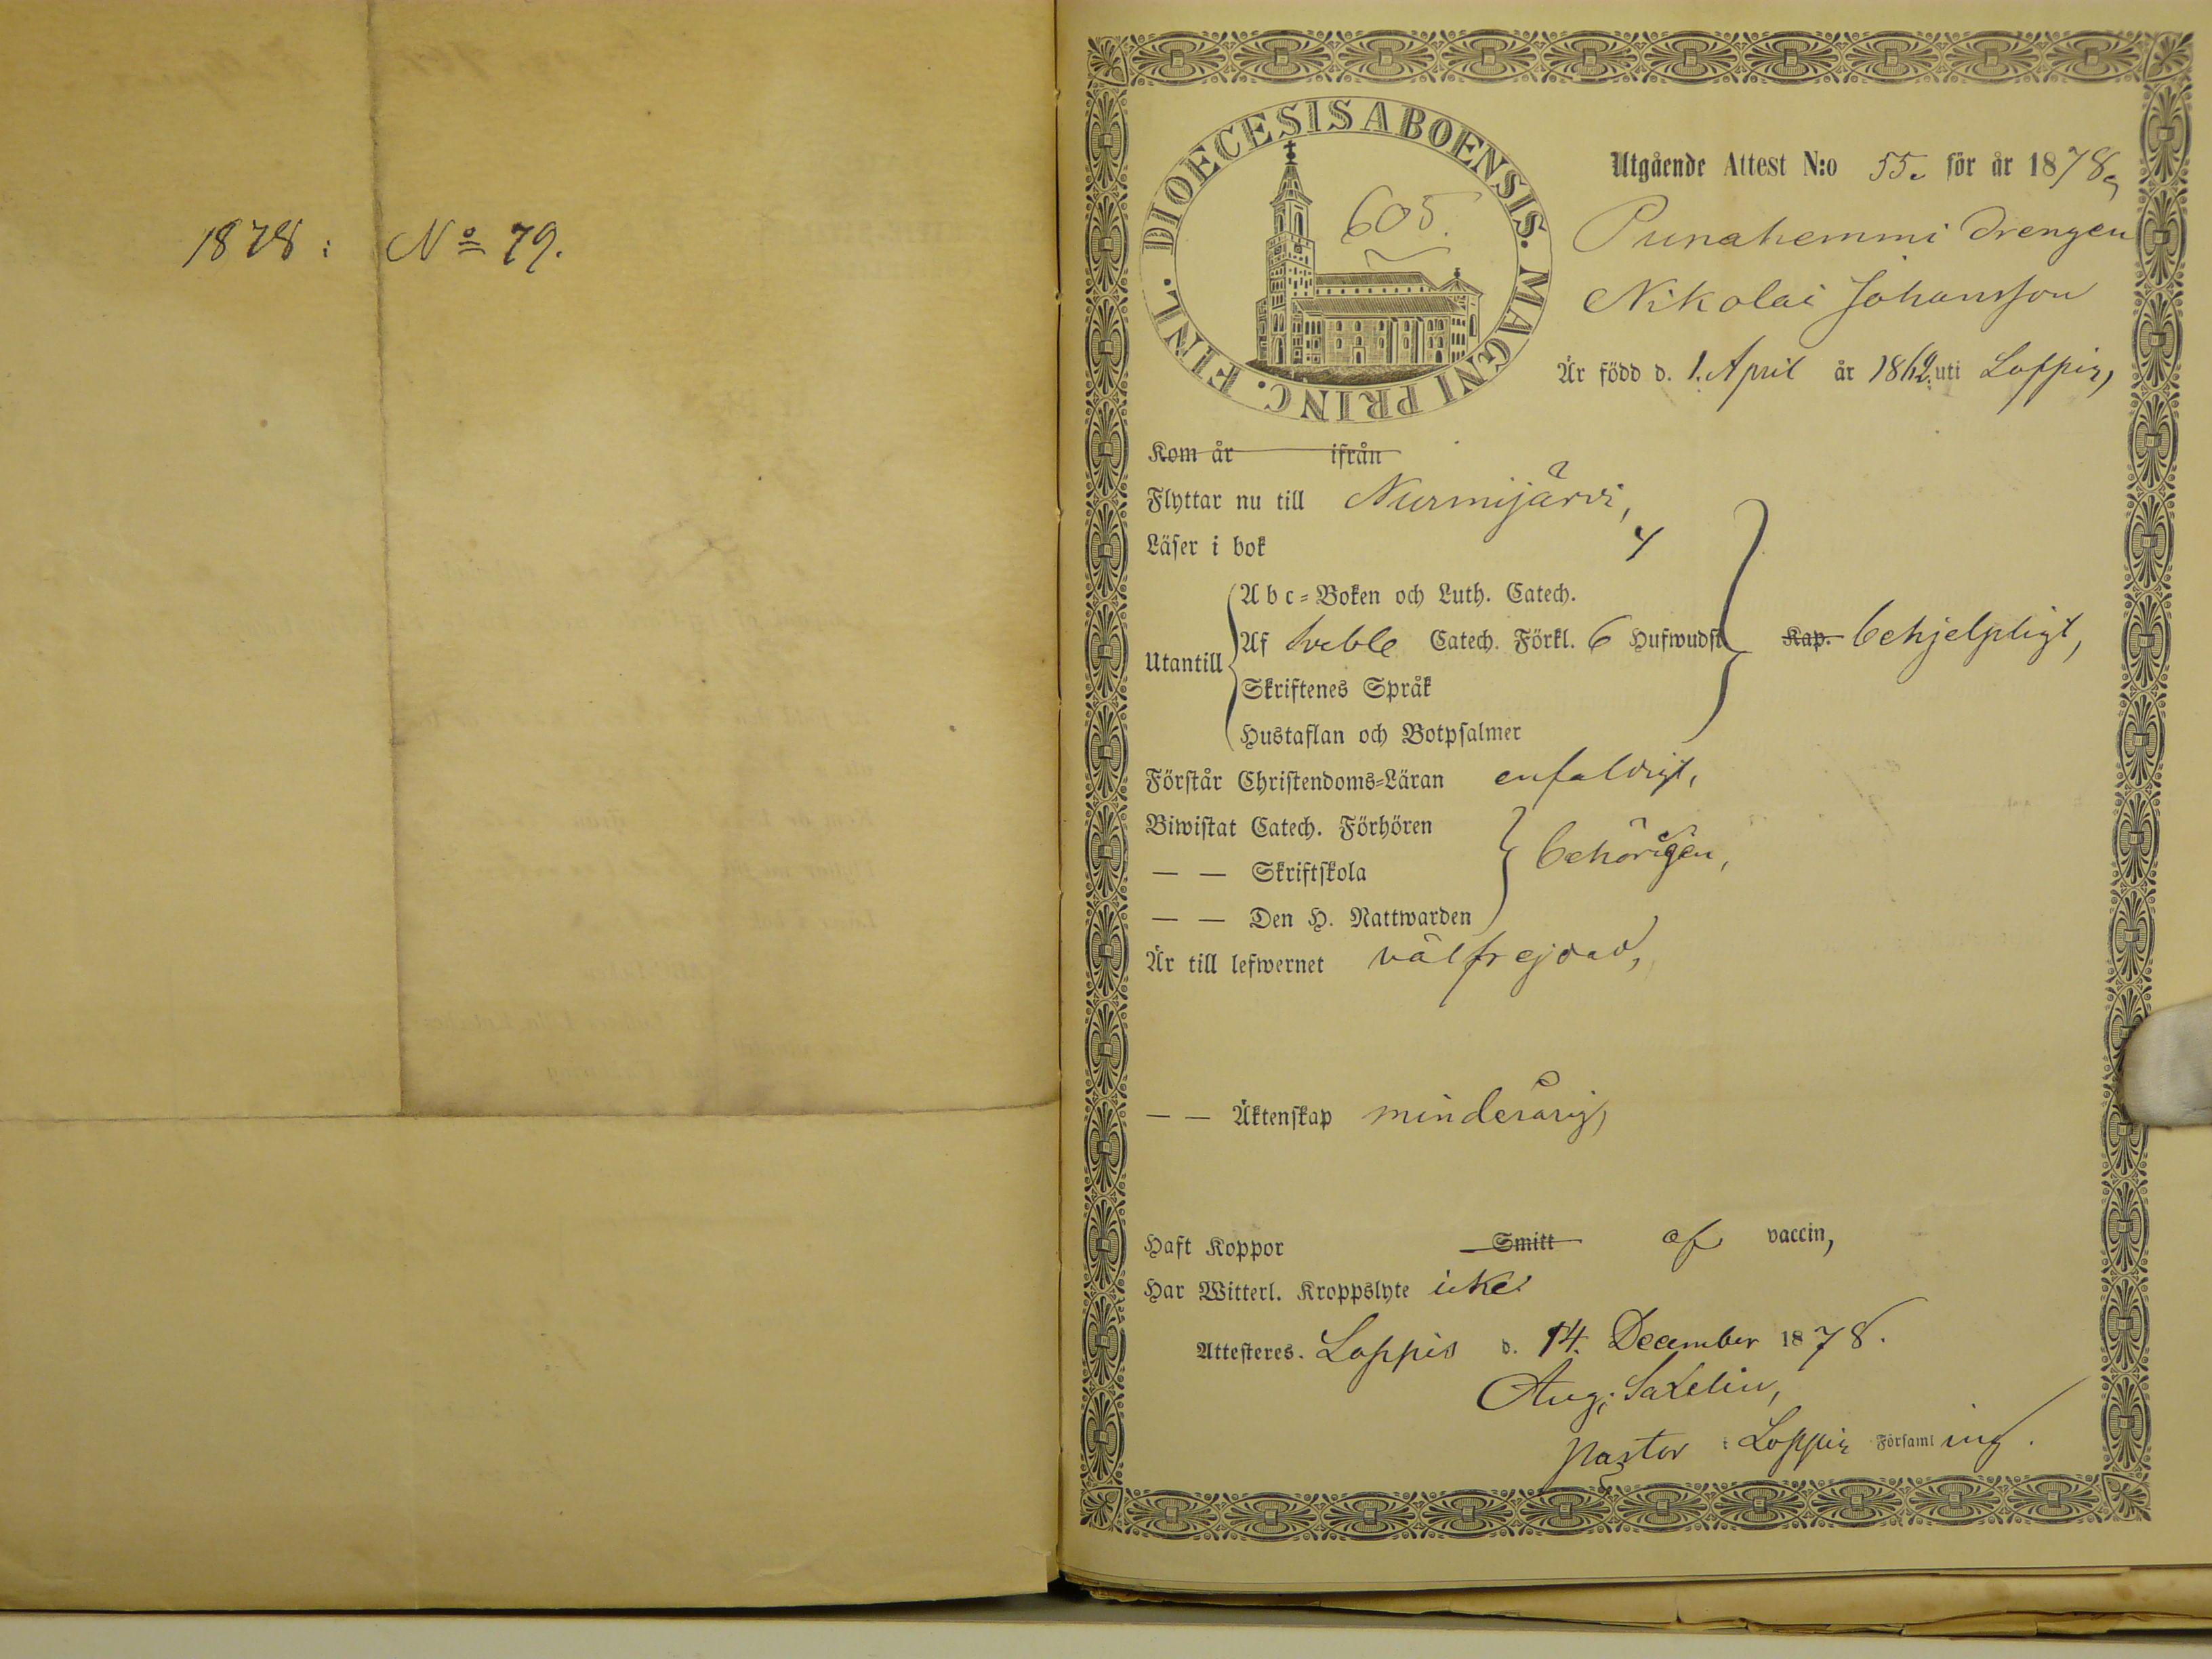 1878: No 79.
DIOECESIS ABOENSIS. MAGNI PRINC. FINL.
605.
Utgående Attest N:o 55. för år 1878,
Punahemmi drengen
Nikolai Johansson
Är född d. 1. April år 1862. uti Loppis,
Kom år ifrån
Flyttar nu till Nurmijärvi,
Läser i bok
Utantill
Abc=Boken och Luth. Catech.
Af Catech. Förkl. 6 Hufwudst
Skriftenes Språk
Hustaflan och Botpsalmer
Kap. behjelpligt,
Förstår Christendoms=Läran enfaldigt,
Biwistat Catech. Förhören
— — Skriftskola
— — Den H. Nattwarden
behörigen,
Är till lefwernet välfrejdad,
— — Äktenskap minderårig,
Haft Koppor Smitt af vaccin,
Har Witterl. Kroppslyte icke
Attesteres. Loppis d. 14. December 1878.
Aug. Saxelin,
pastor i Loppis Församling.